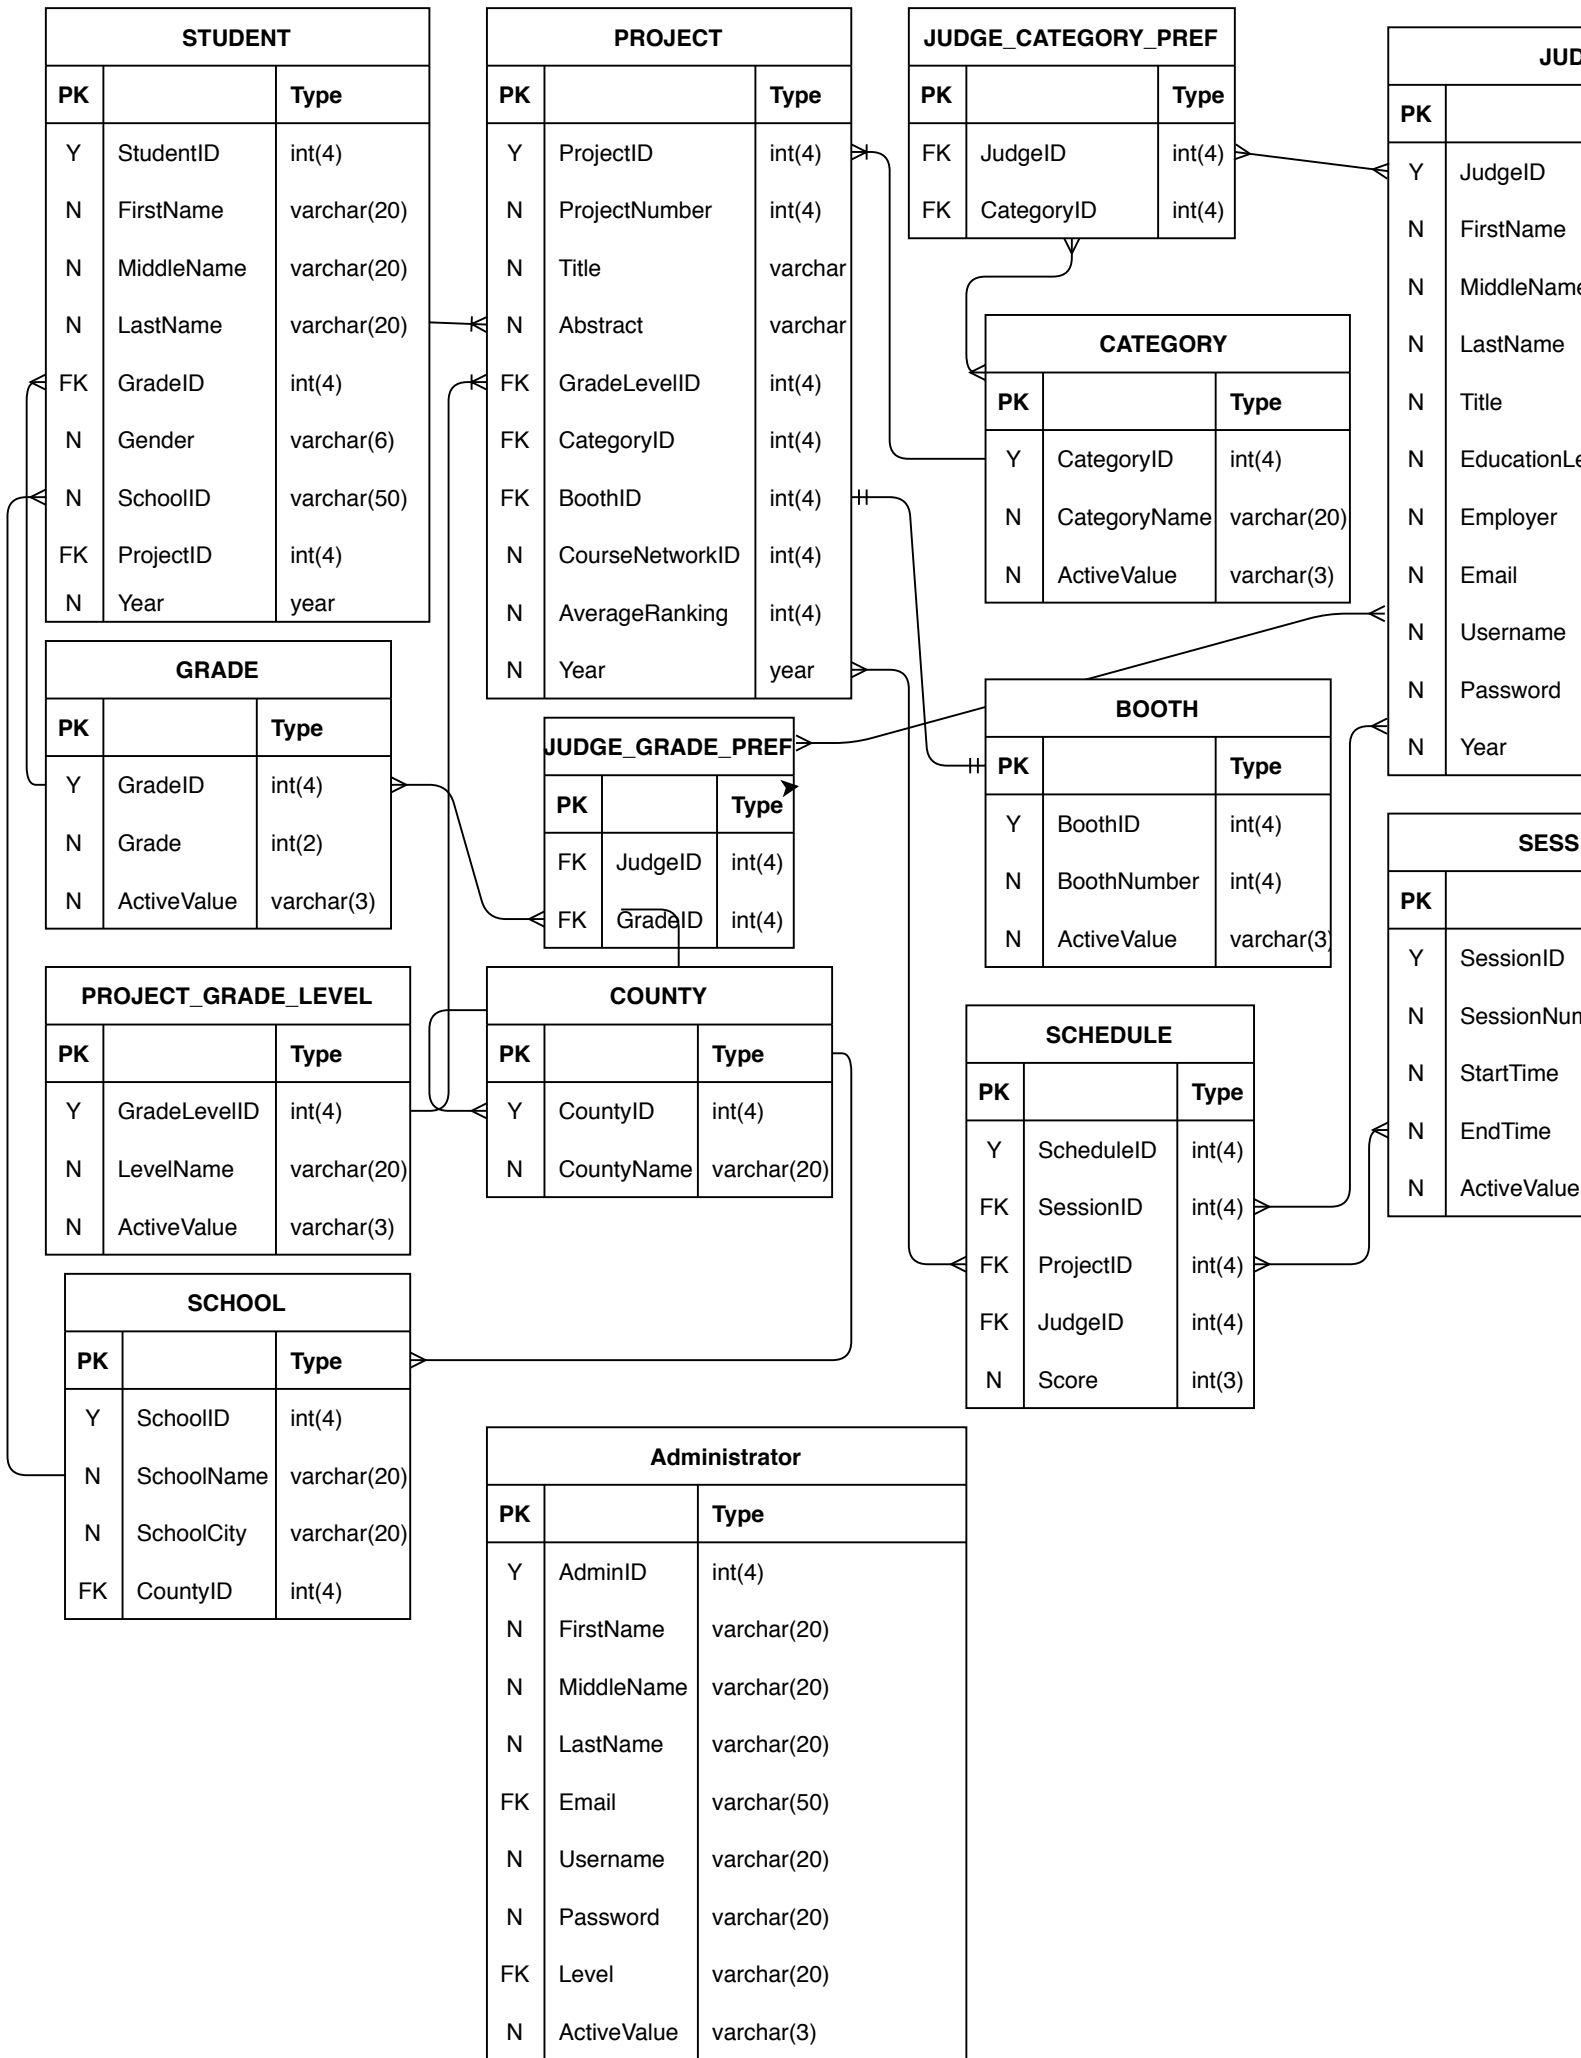 STUDENT
PK Type
Y StudentID int(4)
N FirstName varchar(20)
N MiddleName varchar(20)
N LastName varchar(20)
FK GradeID int(4)
N Gender varchar(6)
N SchoolID varchar(50)
FK ProjectID int(4)
N Year year
PROJECT
PK Type
Y ProjectID int(4)
N ProjectNumber int(4)
N Title varchar
N Abstract varchar
FK GradeLevelID int(4)
FK CategoryID int(4)
FK BoothID int(4)
N CourseNetworkID int(4)
N AverageRanking int(4)
N Year year
JUDGE_CATEGORY_PREF
PK Type
FK JudgeID int(4)
FK CategoryID int(4)
JUD
PK
Y JudgeID
N FirstName
N MiddleName
N LastName
N Title
N EducationLe
N Employer
N Email
N Username
N Password
N Year
CATEGORY
PK Type
Y CategoryID int(4)
N CategoryName varchar(20)
N ActiveValue varchar(3)
GRADE
PK Type
Y GradeID int(4)
N Grade int(2)
N ActiveValue varchar(3)
JUDGE_GRADE_PREF
PK Type
FK JudgeID int(4)
FK GradeID int(4)
BOOTH
PK Type
Y BoothID int(4)
N BoothNumber int(4)
N ActiveValue varchar(3)
SESS
PK
Y SessionID
N SessionNum
N StartTime
N EndTime
N ActiveValue
PROJECT_GRADE_LEVEL
PK Type
Y GradeLevelID int(4)
N LevelName varchar(20)
N ActiveValue varchar(3)
COUNTY
PK Type
Y CountyID int(4)
N CountyName varchar(20)
SCHEDULE
PK Type
Y ScheduleID int(4)
FK SessionID int(4)
FK ProjectID int(4)
FK JudgeID int(4)
N Score int(3)
SCHOOL
PK Type
Y SchoolID int(4)
N SchoolName varchar(20)
N SchoolCity varchar(20)
FK CountyID int(4)
Administrator
PK Type
Y AdminID int(4)
N FirstName varchar(20)
N MiddleName varchar(20)
N LastName varchar(20)
FK Email varchar(50)
N Username varchar(20)
N Password varchar(20)
FK Level varchar(20)
N ActiveValue varchar(3)